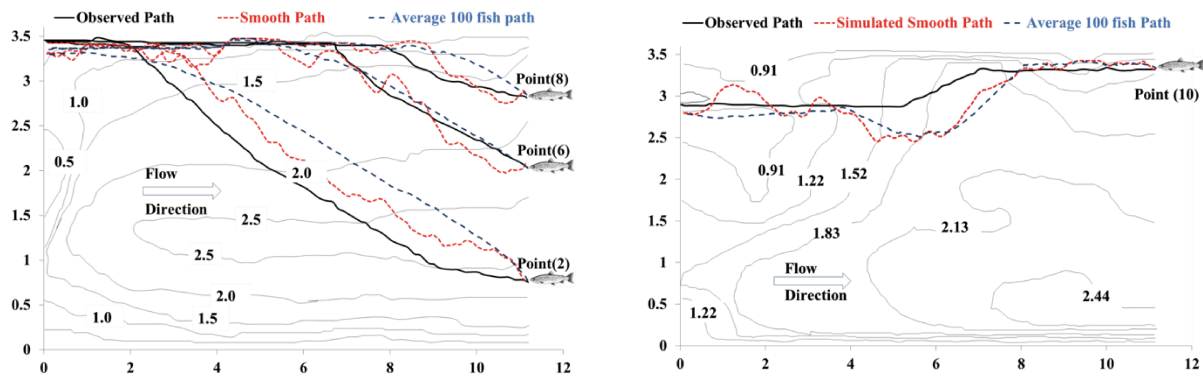 Observed Path Smooth Path Average 100 fish path
3.5
3
2.5
2
1.5
1
0.5
0
0 2 4 6 8 10 12
1.0
0.5
1.5
2.0
2.5
2.5
2.0
1.5
1.0
Flow
Direction
Point(8)
Point(6)
Point(2)
Observed Path Simulated Smooth Path Average 100 fish path
3.5
3
2.5
2
1.5
1
0.5
0
0 2 4 6 8 10 12
0.91
0.91
1.22
1.52
1.83
2.13
2.44
1.22
Flow
Direction
Point (10)